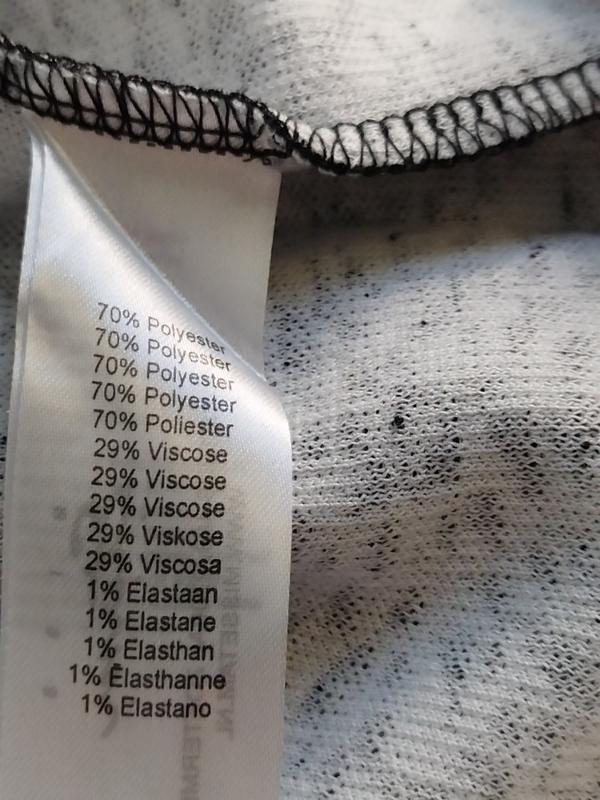 70% Polyester
70% Polyester
70% Polyester
70% Polyester
70% Poliester
29% Viscose
29% Viscose
29% Viscose
29% Viskose
29% Viscosa
1% Elastaan
1% Elastane
1% Elasthan
1% Ēlasthanne
1% Elastano